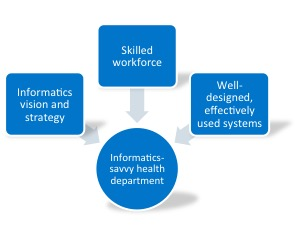 Skilled
workforce
Informatics
vision and
strategy
Well-
designed,
effectively
used systems
Informatics-
savvy health
department